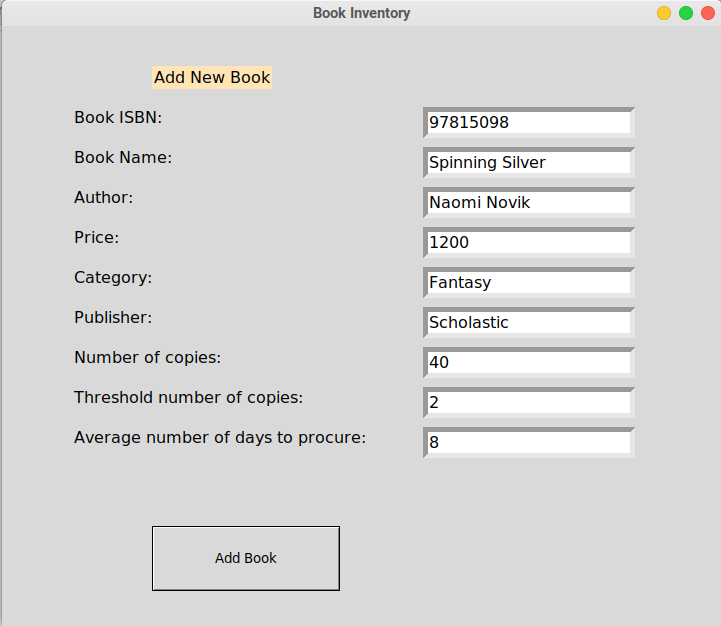 Book Inventory
Add New Book
Book ISBN: 97815098
Book Name: Spinning Silver
Author: Naomi Novik
Price: 1200
Category: Fantasy
Publisher: Scholastic
Number of copies: 40
Threshold number of copies: 2
Average number of days to procure: 8
Add Book